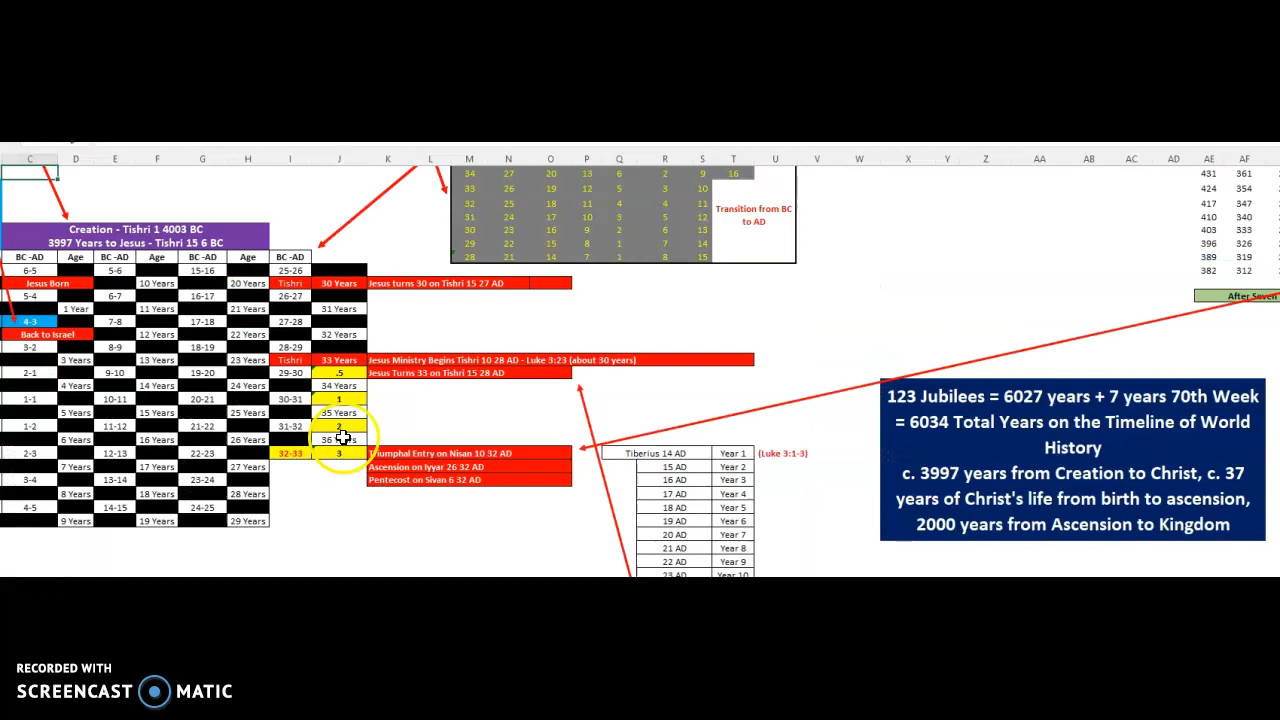 C D E F G H I J K L M N O P Q R S T U V W X Y Z AA AB AC AD AE AF
34 27 20 13 6 2 9 16 431 361
33 26 19 12 5 3 10 424 354
32 25 18 11 4 4 11 417 347
31 24 17 10 3 5 12 410 340
30 23 16 9 2 6 13 403 333
29 22 15 8 1 7 14 396 326
28 21 14 7 1 8 15 389 319
382 312
Transition from BC
to AD
After Seven
Creation - Tishri 1 4003 BC
3997 Years to Jesus - Tishri 15 6 BC
BC -AD Age BC -AD Age BC -AD Age BC -AD
6-5 5-6 15-16 25-26
Jesus Born 10 Years 20 Years Tishri 30 Years Jesus turns 30 on Tishri 15 27 AD
5-4 6-7 16-17 26-27
1 Year 11 Years 21 Years 31 Years
4-3 7-8 17-18 27-28
Back to Israel 12 Years 22 Years 32 Years
3-2 8-9 18-19 28-29
3 Years 13 Years 23 Years Tishri 33 Years Jesus Ministry Begins Tishri 10 28 AD - Luke 3:23 (about 30 years)
2-1 9-10 19-20 29-30 .5 Jesus Turns 33 on Tishri 15 28 AD
4 Years 14 Years 24 Years 34 Years
1-1 10-11 20-21 30-31 1
5 Years 15 Years 25 Years 35 Years
1-2 11-12 21-22 31-32 2
6 Years 16 Years 26 Years 36
2-3 12-13 22-23 32-33 3 Triumphal Entry on Nisan 10 32 AD
7 Years 17 Years 27 Years Ascension on Iyyar 26 32 AD
3-4 13-14 23-24 Pentecost on Sivan 6 32 AD
8 Years 18 Years 28 Years
4-5 14-15 24-25
9 Years 19 Years 29 Years
Tiberius 14 AD Year 1 (Luke 3:1-3)
15 AD Year 2
16 AD Year 3
17 AD Year 4
18 AD Year 5
19 AD Year 6
20 AD Year 7
21 AD Year 8
22 AD Year 9
23 AD Year 10
123 Jubilees = 6027 years + 7 years 70th Week
= 6034 Total Years on the Timeline of World
History
c. 3997 years from Creation to Christ, c. 37
years of Christ's life from birth to ascension,
2000 years from Ascension to Kingdom
RECORDED WITH
SCREENCAST MATIC